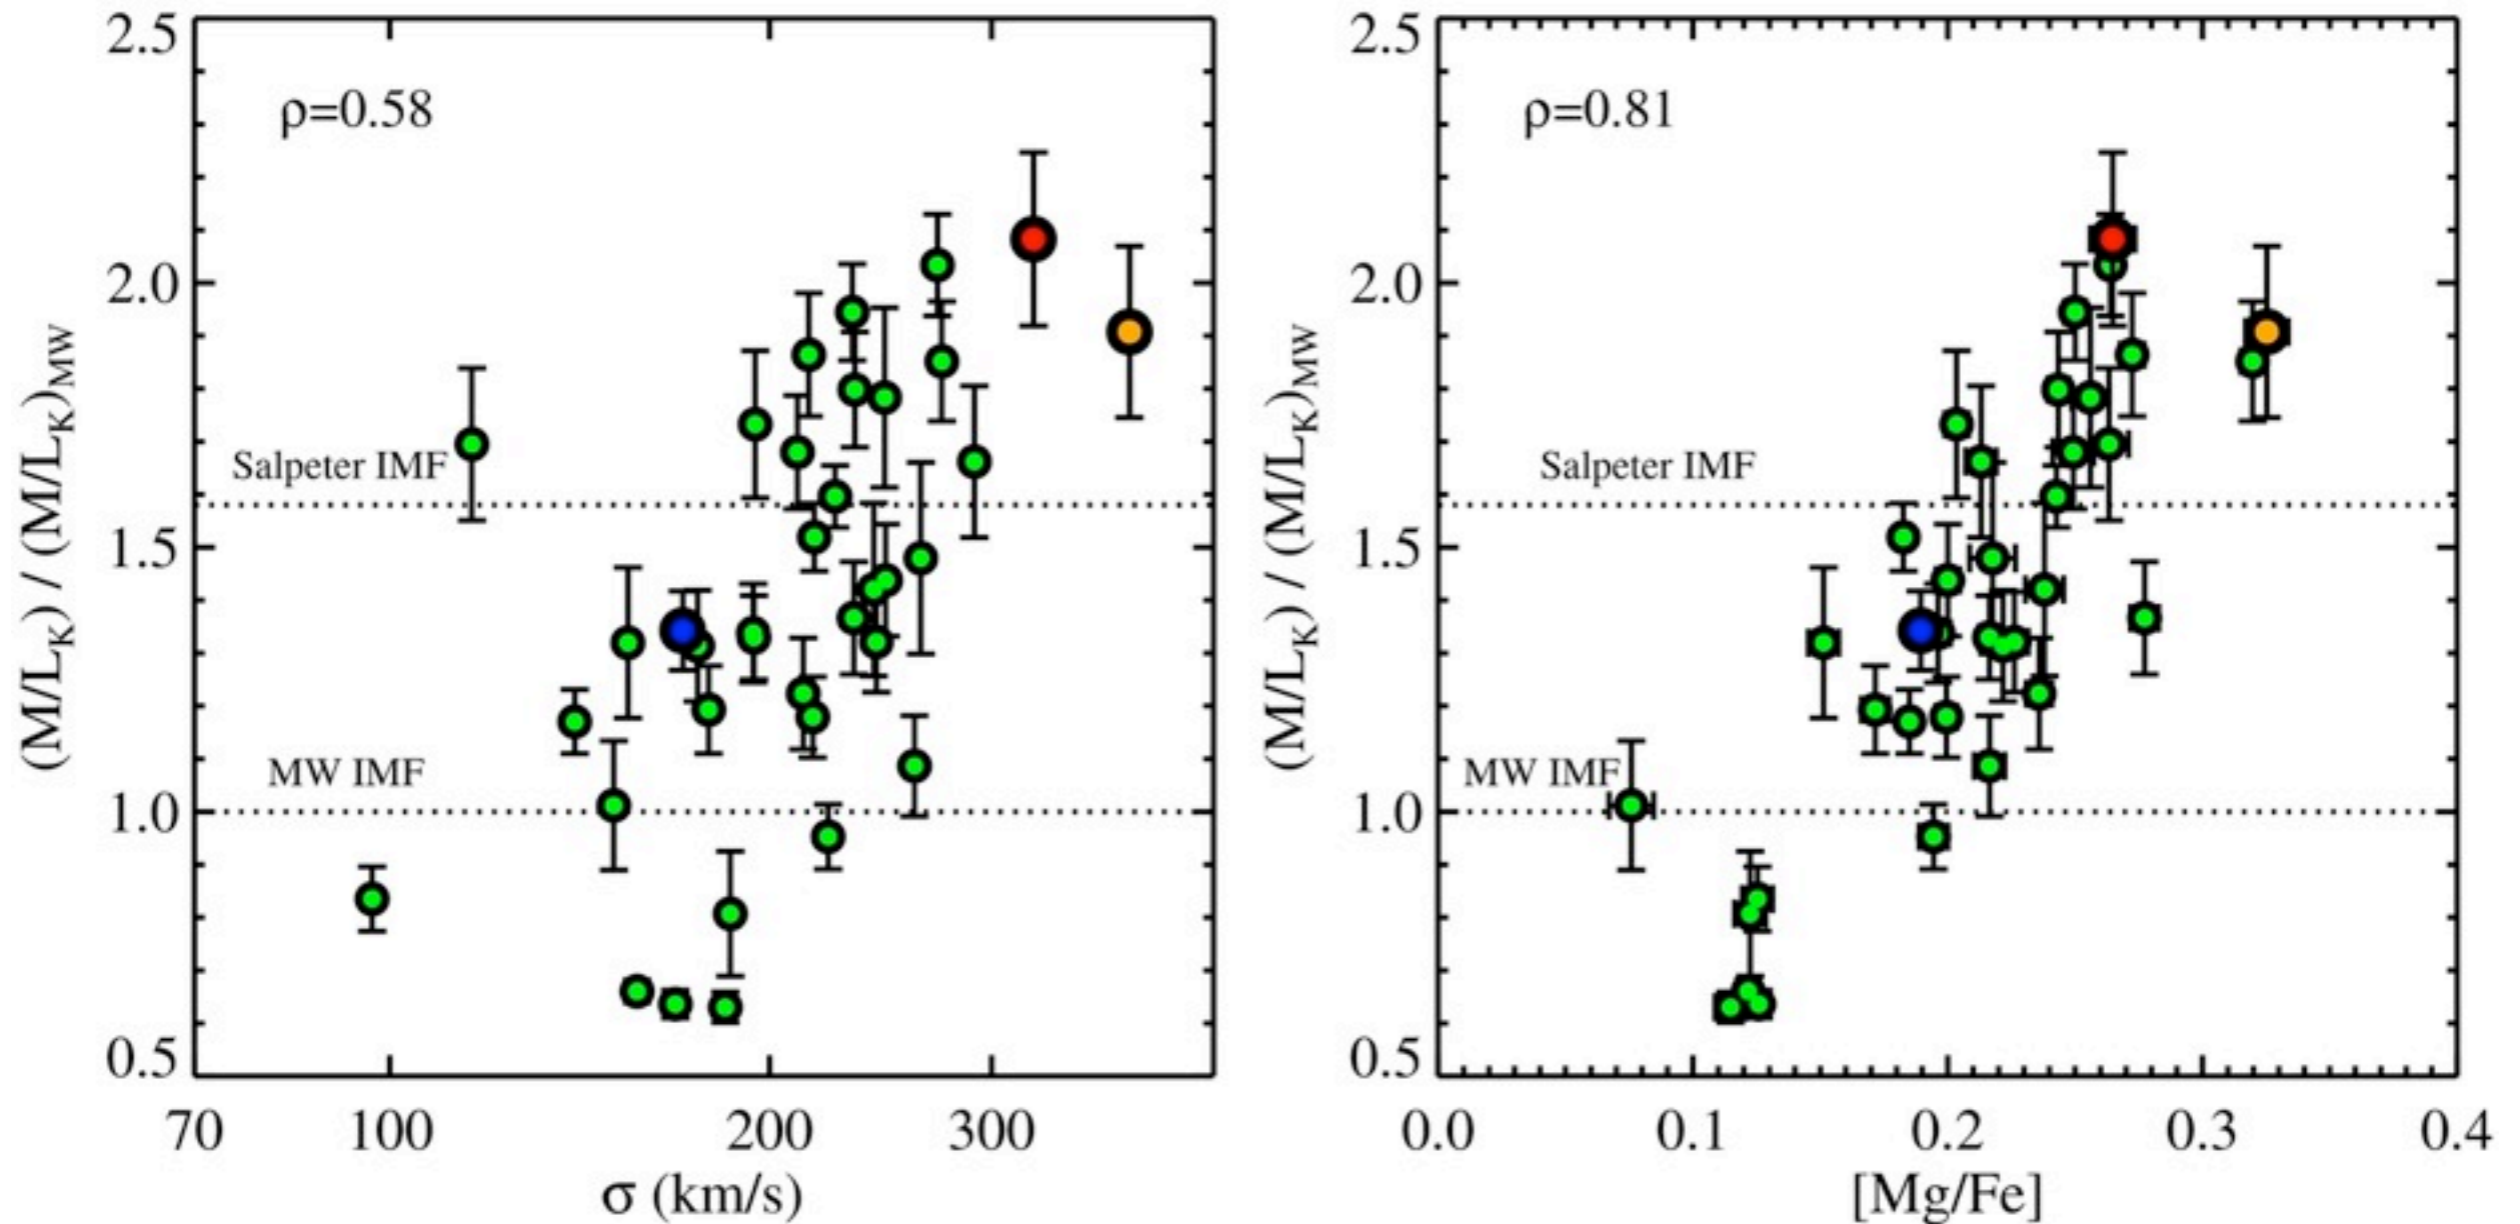 2.5
ρ=0.58
2.0
Salpeter IMF
1.5
MW IMF
1.0
0.5
(M/L_K) / (M/L_K)_MW
70 100 200 300
σ (km/s)
2.5
ρ=0.81
2.0
Salpeter IMF
1.5
MW IMF
1.0
0.5
(M/L_K) / (M/L_K)_MW
0.0 0.1 0.2 0.3 0.4
[Mg/Fe]